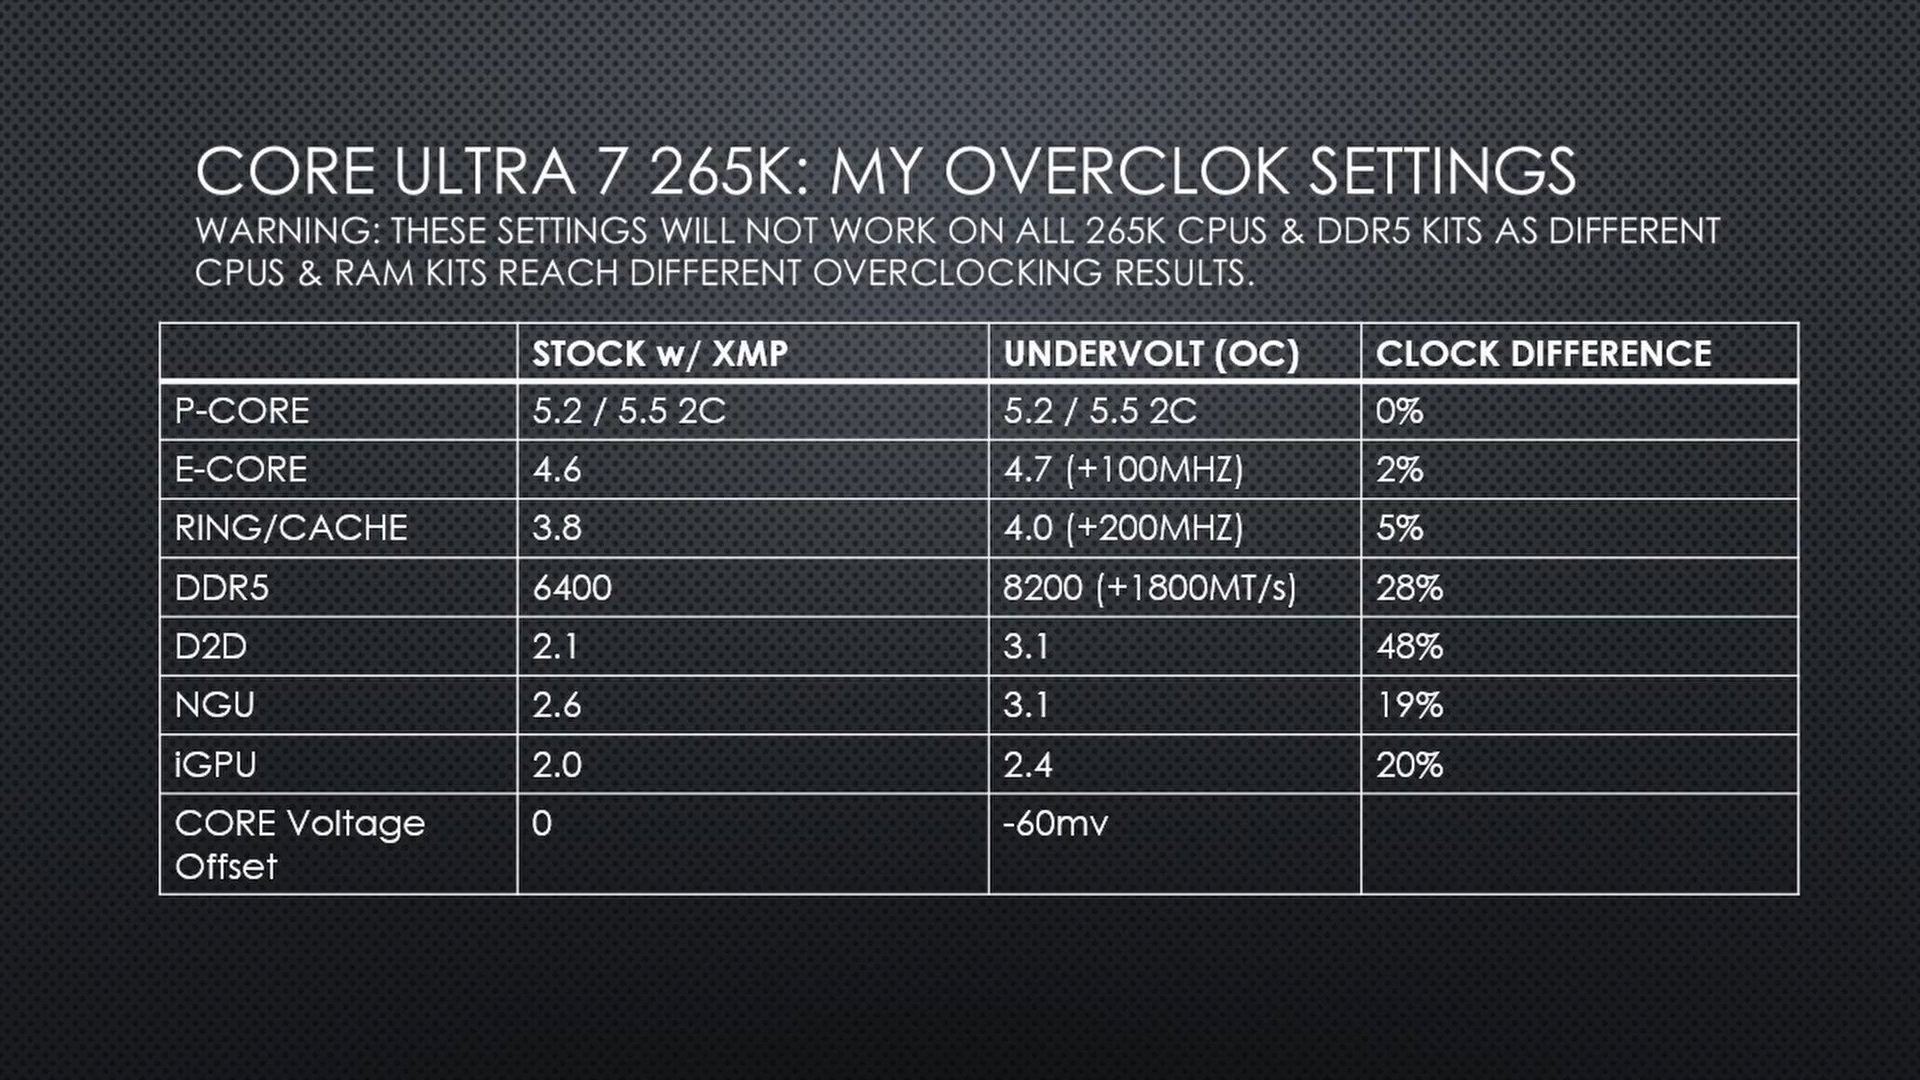 CORE ULTRA 7 265K: MY OVERCLOK SETTINGS
WARNING: THESE SETTINGS WILL NOT WORK ON ALL 265K CPUS & DDR5 KITS AS DIFFERENT
CPUS & RAM KITS REACH DIFFERENT OVERCLOCKING RESULTS.
STOCK w/ XMP UNDERVOLT (OC) CLOCK DIFFERENCE
P-CORE 5.2 / 5.5 2C 5.2 / 5.5 2C 0%
E-CORE 4.6 4.7 (+100MHZ) 2%
RING/CACHE 3.8 4.0 (+200MHZ) 5%
DDR5 6400 8200 (+1800MT/s) 28%
D2D 2.1 3.1 48%
NGU 2.6 3.1 19%
iGPU 2.0 2.4 20%
CORE Voltage 0 -60mv
Offset